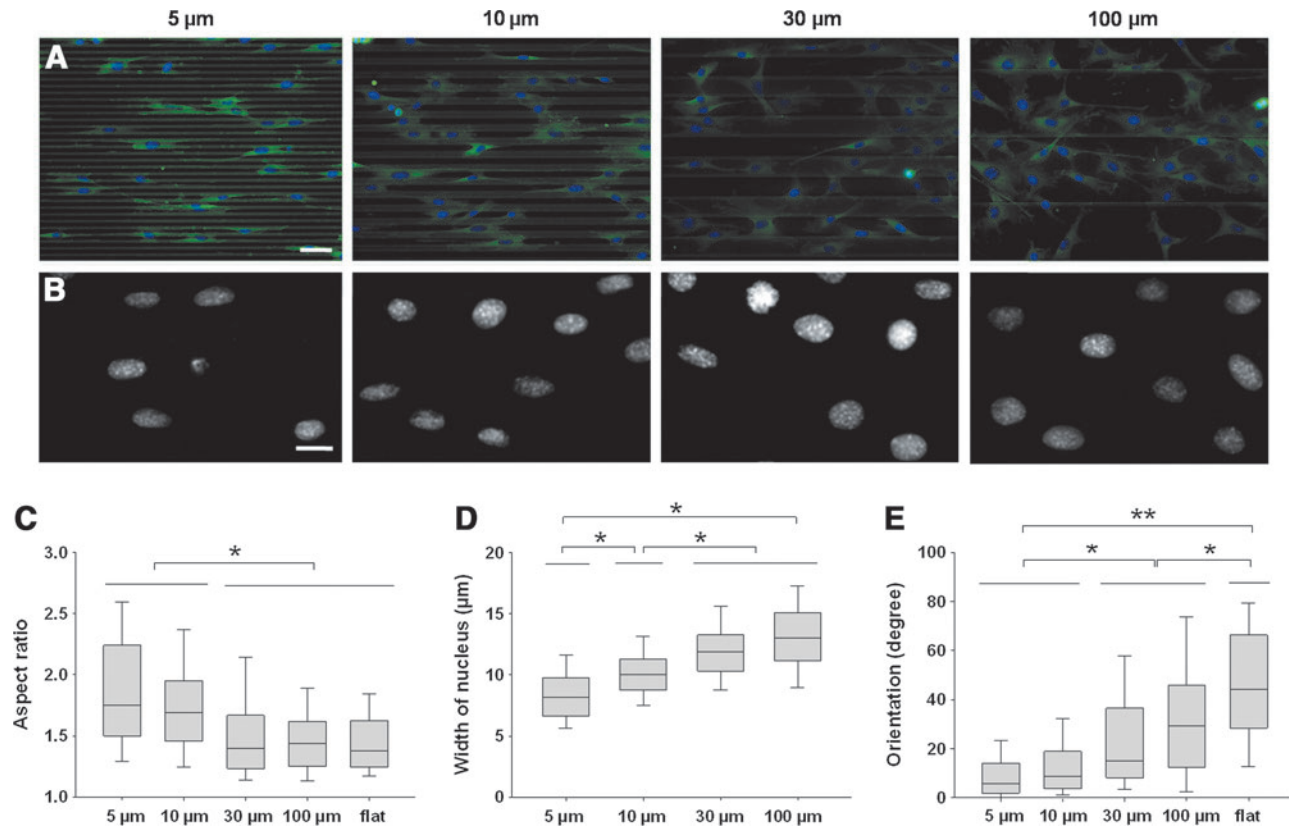 5 µm 10 µm 30 µm 100 µm
A
B
C D E
* * * * ** * *
3.0
2.5
2.0
1.5
1.0
Aspect ratio
5 µm 10 µm 30 µm 100 µm flat
20
15
10
5
0
Width of nucleus (µm)
5 µm 10 µm 30 µm 100 µm
100
80
60
40
20
0
Orientation (degree)
5 µm 10 µm 30 µm 100 µm flat